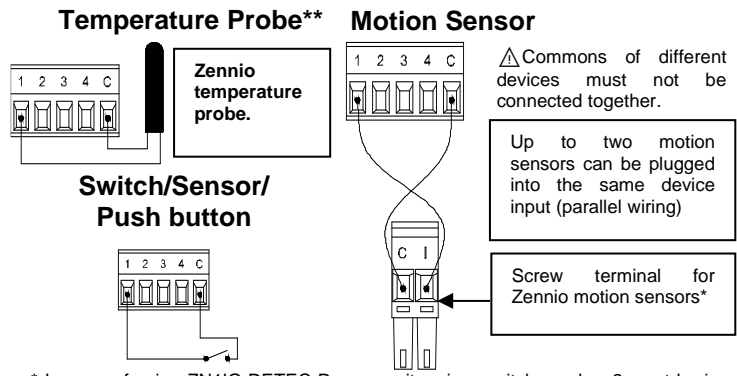 Temperature Probe**
1 2 3 4 C
Zennio
temperature
probe.
Switch/Sensor/
Push button
1 2 3 4 C
Motion Sensor
1 2 3 4 C
C I
⚠Commons of different
devices must not be
connected together.
Up to two motion
sensors can be plugged
into the same device
input (parallel wiring)
Screw terminal for
Zennio motion sensors*